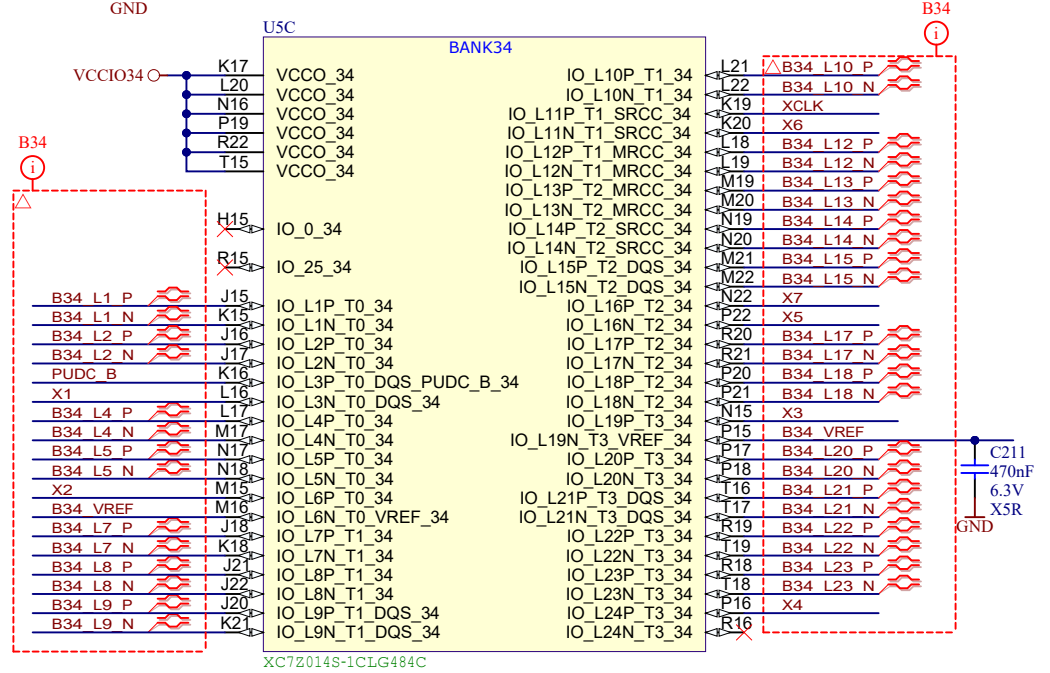 GND
B34
U5C
BANK34
VCCIO34
K17 VCCO_34 IO_L10P_T1_34 L21 B34_L10_P
L20 VCCO_34 IO_L10N_T1_34 L22 B34_L10_N
N16 VCCO_34 IO_L11P_T1_SRCC_34 K19 XCLK
P19 VCCO_34 IO_L11N_T1_SRCC_34 K20 X6
R22 VCCO_34 IO_L12P_T1_MRCC_34 L18 B34_L12_P
T15 VCCO_34 IO_L12N_T1_MRCC_34 L19 B34_L12_N
B34
IO_L13P_T2_MRCC_34 M19 B34_L13_P
IO_L13N_T2_MRCC_34 M20 B34_L13_N
H15 IO_0_34 IO_L14P_T2_SRCC_34 N19 B34_L14_P
IO_L14N_T2_SRCC_34 N20 B34_L14_N
R15 IO_25_34 IO_L15P_T2_DQS_34 M21 B34_L15_P
IO_L15N_T2_DQS_34 M22 B34_L15_N
B34_L1_P J15 IO_L1P_T0_34 IO_L16P_T2_34 N22 X7
B34_L1_N K15 IO_L1N_T0_34 IO_L16N_T2_34 P22 X5
B34_L2_P J16 IO_L2P_T0_34 IO_L17P_T2_34 R20 B34_L17_P
B34_L2_N J17 IO_L2N_T0_34 IO_L17N_T2_34 R21 B34_L17_N
PUDC_B K16 IO_L3P_T0_DQS_PUDC_B_34 IO_L18P_T2_34 P20 B34_L18_P
X1 L16 IO_L3N_T0_DQS_34 IO_L18N_T2_34 P21 B34_L18_N
B34_L4_P L17 IO_L4P_T0_34 IO_L19P_T3_34 N15 X3
B34_L4_N M17 IO_L4N_T0_34 IO_L19N_T3_VREF_34 P15 B34_VREF
B34_L5_P N17 IO_L5P_T0_34 IO_L20P_T3_34 P17 B34_L20_P C211
B34_L5_N N18 IO_L5N_T0_34 IO_L20N_T3_34 P18 B34_L20_N 470nF
X2 M15 IO_L6P_T0_34 IO_L21P_T3_DQS_34 T16 B34_L21_P 6.3V
B34_VREF M16 IO_L6N_T0_VREF_34 IO_L21N_T3_DQS_34 T17 B34_L21_N X5R
B34_L7_P J18 IO_L7P_T1_34 IO_L22P_T3_34 R19 B34_L22_P GND
B34_L7_N K18 IO_L7N_T1_34 IO_L22N_T3_34 T19 B34_L22_N
B34_L8_P J21 IO_L8P_T1_34 IO_L23P_T3_34 R18 B34_L23_P
B34_L8_N J22 IO_L8N_T1_34 IO_L23N_T3_34 T18 B34_L23_N
B34_L9_P J20 IO_L9P_T1_DQS_34 IO_L24P_T3_34 P16 X4
B34_L9_N K21 IO_L9N_T1_DQS_34 IO_L24N_T3_34 R16
XC7Z014S-1CLG484C